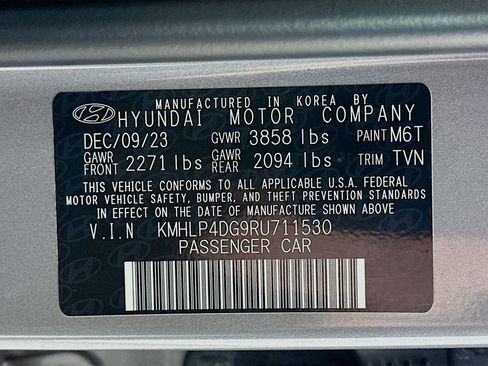 MANUFACTURED IN KOREA BY
HYUNDAI MOTOR COMPANY
DEC/09/23 GVWR 3858 lbs PAINT M6T
GAWR FRONT 2271 lbs GAWR REAR 2094 lbs TRIM TVN
THIS VEHICLE CONFORMS TO ALL APPLICABLE U.S.A. FEDERAL
MOTOR VEHICLE SAFETY, BUMPER, AND THEFT PREVENTION STANDARDS
IN EFFECT ON THE DATE OF MANUFACTURE SHOWN ABOVE.
V.I.N KMHLP4DG9RU711530
PASSENGER CAR